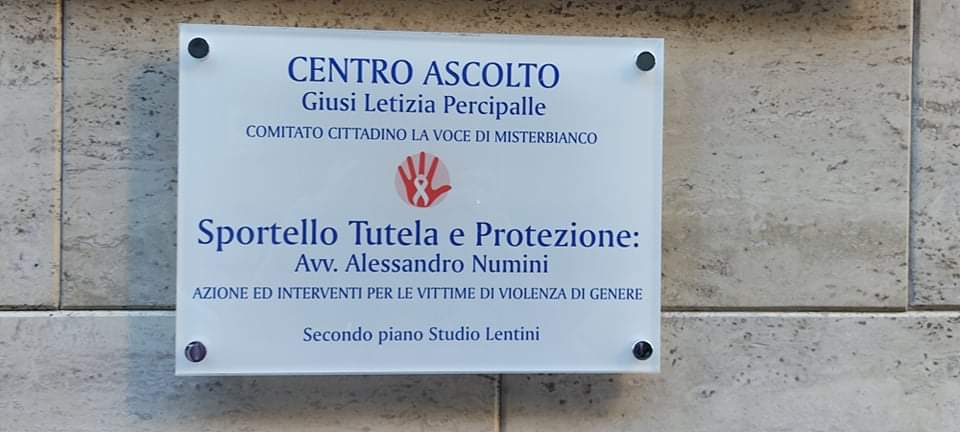 CENTRO ASCOLTO
Giusi Letizia Percipalle
COMITATO CITTADINO LA VOCE DI MISTERBIANCO
Sportello Tutela e Protezione:
Avv. Alessandro Numini
AZIONE ED INTERVENTI PER LE VITTIME DI VIOLENZA DI GENERE
Secondo piano Studio Lentini